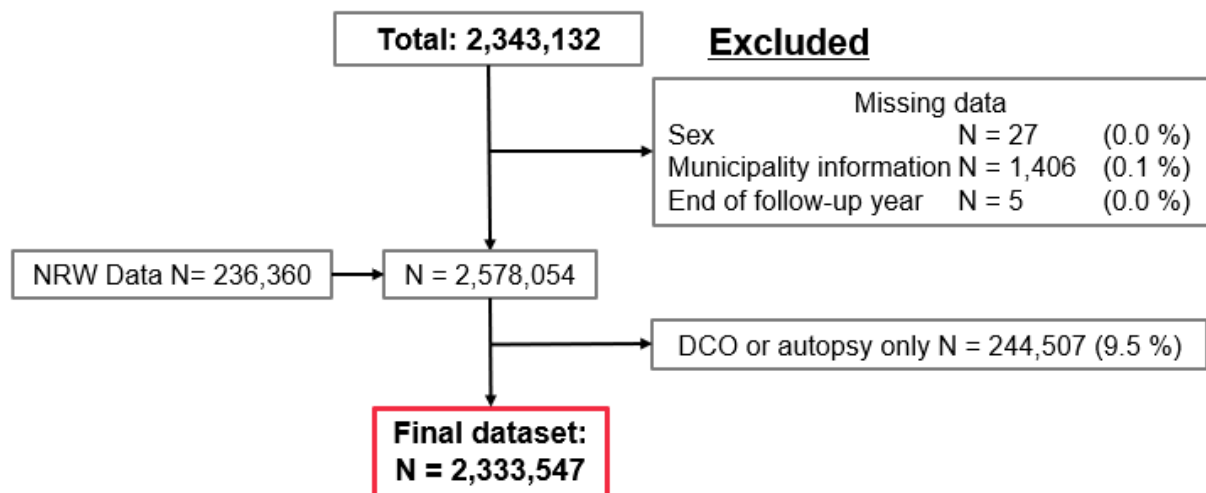 Total: 2,343,132
Excluded
Missing data
Sex N = 27 (0.0 %)
Municipality information N = 1,406 (0.1 %)
End of follow-up year N = 5 (0.0 %)
NRW Data N= 236,360
N = 2,578,054
DCO or autopsy only N = 244,507 (9.5 %)
Final dataset:
N = 2,333,547